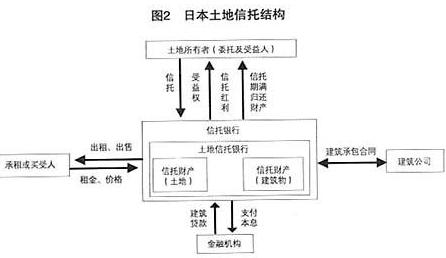 图2 日本土地信托结构
土地所有者（委托及受益人）
信托
受益权
信托红利
信托期满归还财产
信托银行
土地信托银行
信托财产
（土地）
信托财产
（建筑物）
出租、出售
承租或买受人
租金、价格
建筑承包合同
建筑公司
建筑
贷款
支付
本息
金融机构